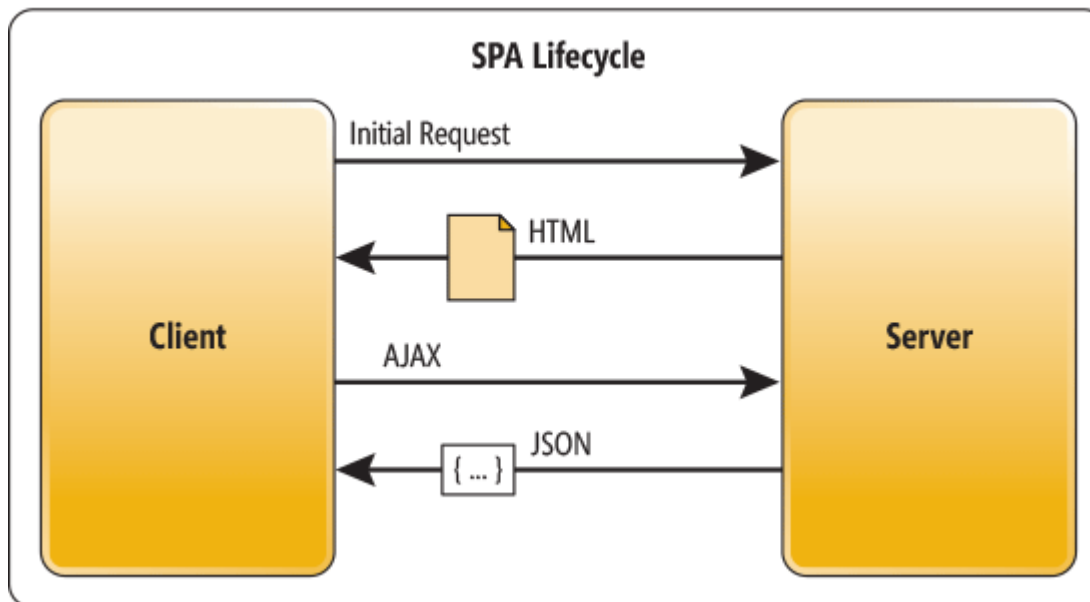 SPA Lifecycle
Initial Request
HTML
Client
Server
AJAX
JSON
{ ... }